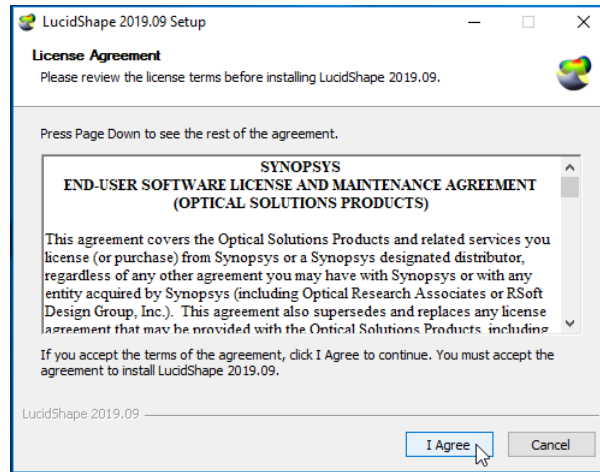 LucidShape 2019.09 Setup
License Agreement
Please review the license terms before installing LucidShape 2019.09.
Press Page Down to see the rest of the agreement.
SYNOPSYS
END-USER SOFTWARE LICENSE AND MAINTENANCE AGREEMENT
(OPTICAL SOLUTIONS PRODUCTS)
This agreement covers the Optical Solutions Products and related services you
license (or purchase) from Synopsys or a Synopsys designated distributor,
regardless of any other agreement you may have with Synopsys or with any
entity acquired by Synopsys (including Optical Research Associates or RSoft
Design Group, Inc.). This agreement also supersedes and replaces any license
agreement that may be provided with the Optical Solutions Products, including
If you accept the terms of the agreement, click I Agree to continue. You must accept the
agreement to install LucidShape 2019.09.
LucidShape 2019.09
I Agree
Cancel